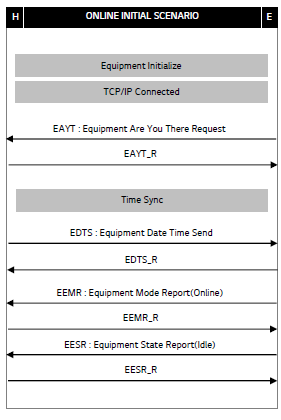 H ONLINE INITIAL SCENARIO E
Equipment Initialize
TCP/IP Connected
EAYT : Equipment Are You There Request
EAYT_R
Time Sync
EDTS : Equipment Date Time Send
EDTS_R
EEMR : Equipment Mode Report(Online)
EEMR_R
EESR : Equipment State Report(Idle)
EESR_R